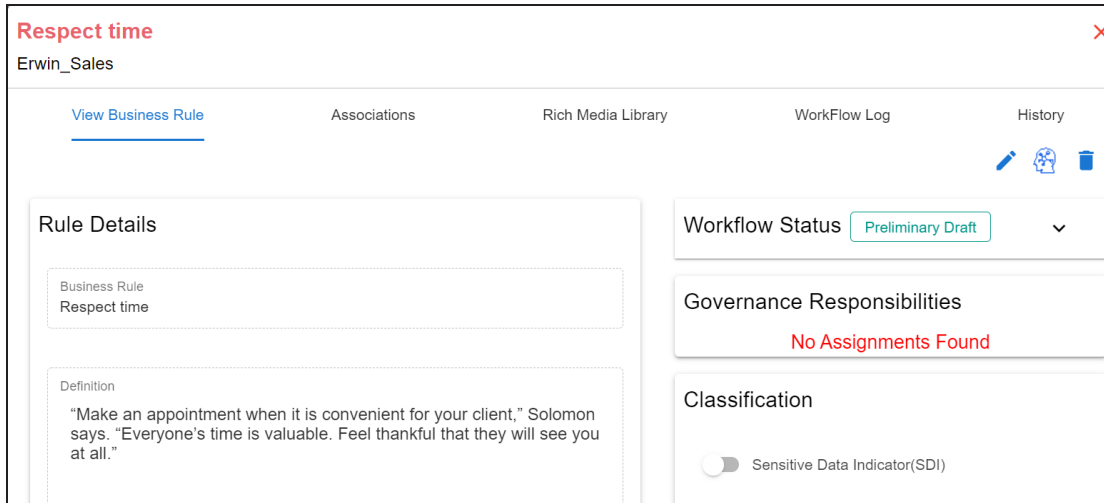 Respect time
Erwin_Sales
View Business Rule
Associations
Rich Media Library
WorkFlow Log
History
Rule Details
Business Rule
Respect time
Definition
“Make an appointment when it is convenient for your client,” Solomon
says. “Everyone’s time is valuable. Feel thankful that they will see you
at all.”
Workflow Status
Preliminary Draft
Governance Responsibilities
No Assignments Found
Classification
Sensitive Data Indicator(SDI)